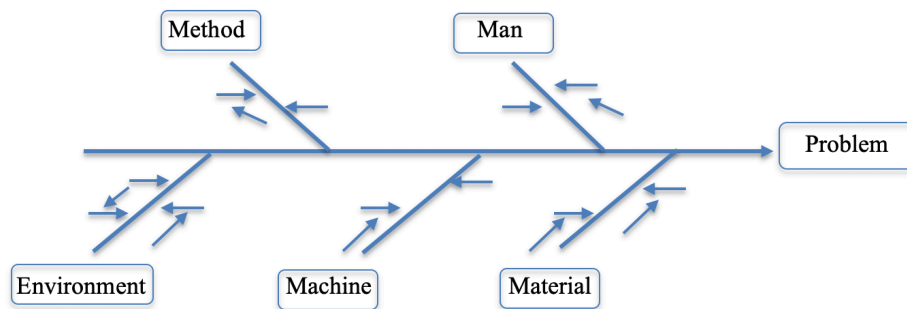 Method
Man
Problem
Environment
Machine
Material